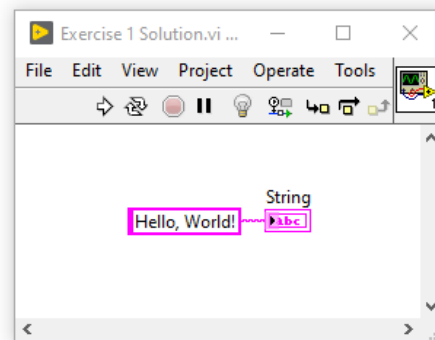 Exercise 1 Solution.vi ...
File Edit View Project Operate Tools
String
Hello, World!
abc